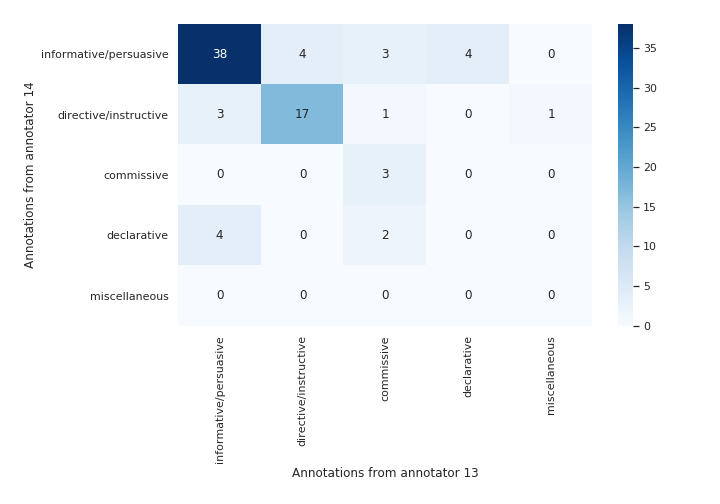 Annotations from annotator 14
informative/persuasive 38 4 3 4 0
directive/instructive 3 17 1 0 1
commissive 0 0 3 0 0
declarative 4 0 2 0 0
miscellaneous 0 0 0 0 0
informative/persuasive
directive/instructive
commissive
declarative
miscellaneous
Annotations from annotator 13
35
30
25
20
15
10
5
0